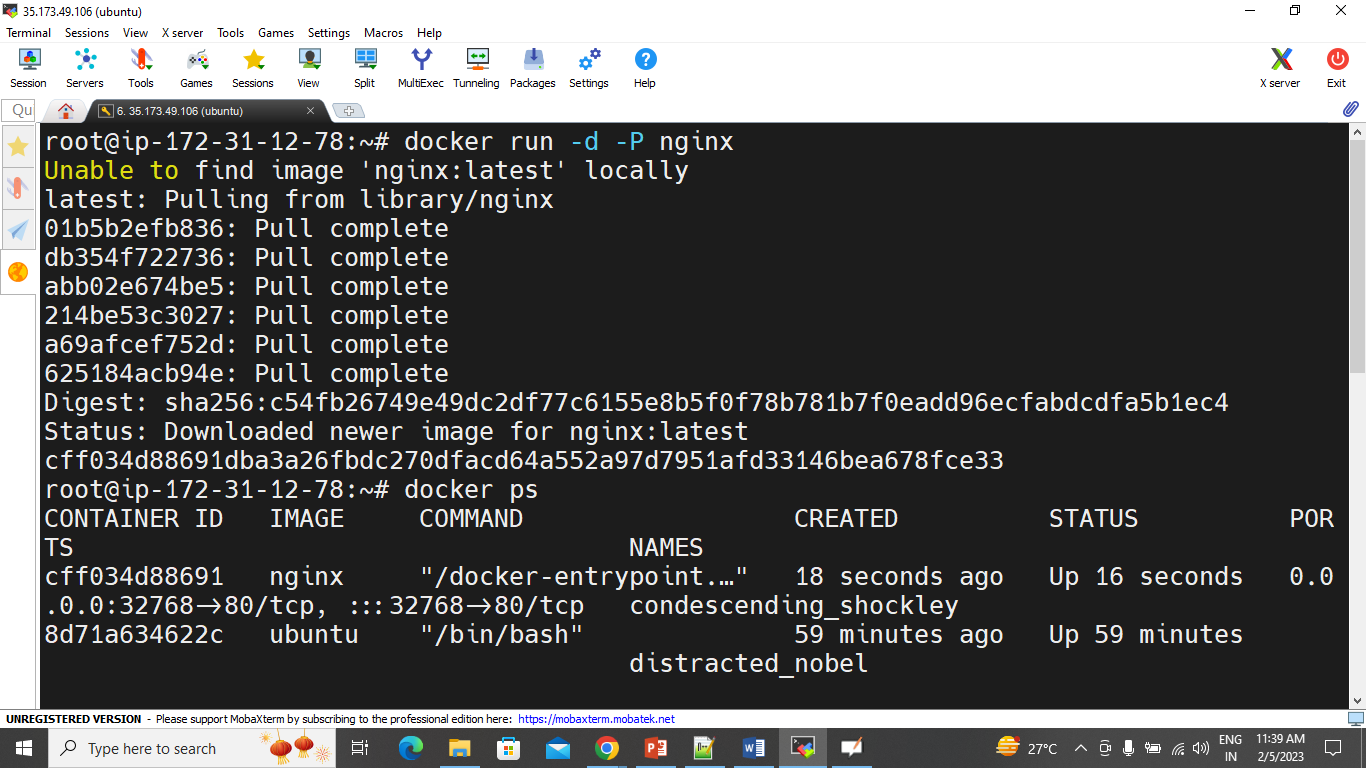 35.173.49.106 (ubuntu)
Terminal Sessions View X server Tools Games Settings Macros Help
Session Servers Tools Games Sessions View Split MultiExec Tunneling Packages Settings Help X server Exit
Qu 6. 35.173.49.106 (ubuntu)
root@ip-172-31-12-78:~# docker run -d -P nginx
Unable to find image 'nginx:latest' locally
latest: Pulling from library/nginx
01b5b2efb836: Pull complete
db354f722736: Pull complete
abb02e674be5: Pull complete
214be53c3027: Pull complete
a69afcef752d: Pull complete
625184acb94e: Pull complete
Digest: sha256:c54fb26749e49dc2df77c6155e8b5f0f78b781b7f0eadd96ecfabdcdfa5b1ec4
Status: Downloaded newer image for nginx:latest
cff034d88691dba3a26fbdc270dfacd64a552a97d7951afd33146bea678fce33
root@ip-172-31-12-78:~# docker ps
CONTAINER ID IMAGE COMMAND CREATED STATUS POR
TS NAMES
cff034d88691 nginx "/docker-entrypoint.…" 18 seconds ago Up 16 seconds 0.0
.0.0:32768->80/tcp, :::32768->80/tcp condescending_shockley
8d71a634622c ubuntu "/bin/bash" 59 minutes ago Up 59 minutes
distracted_nobel
UNREGISTERED VERSION - Please support MobaXterm by subscribing to the professional edition here: https://mobaxterm.mobatek.net
Type here to search 27°C ENG 11:39 AM
IN 2/5/2023